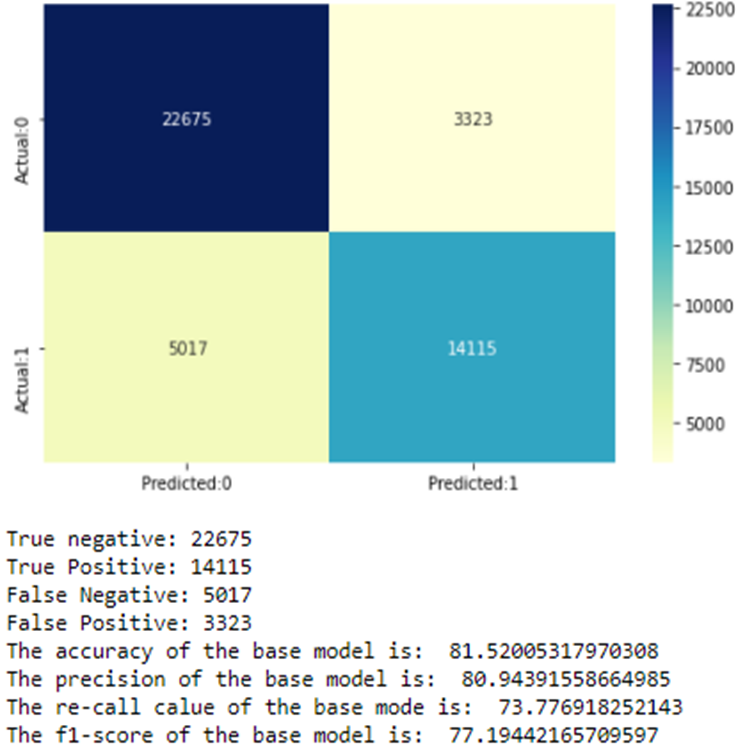 22500
Actual:0
22675
3323
20000
17500
15000
12500
10000
Actual:1
5017
14115
7500
5000
Predicted:0
Predicted:1
True negative: 22675
True Positive: 14115
False Negative: 5017
False Positive: 3323
The accuracy of the base model is:  81.52005317970308
The precision of the base model is:  80.94391558664985
The re-call calue of the base mode is:  73.776918252143
The f1-score of the base model is:  77.19442165709597